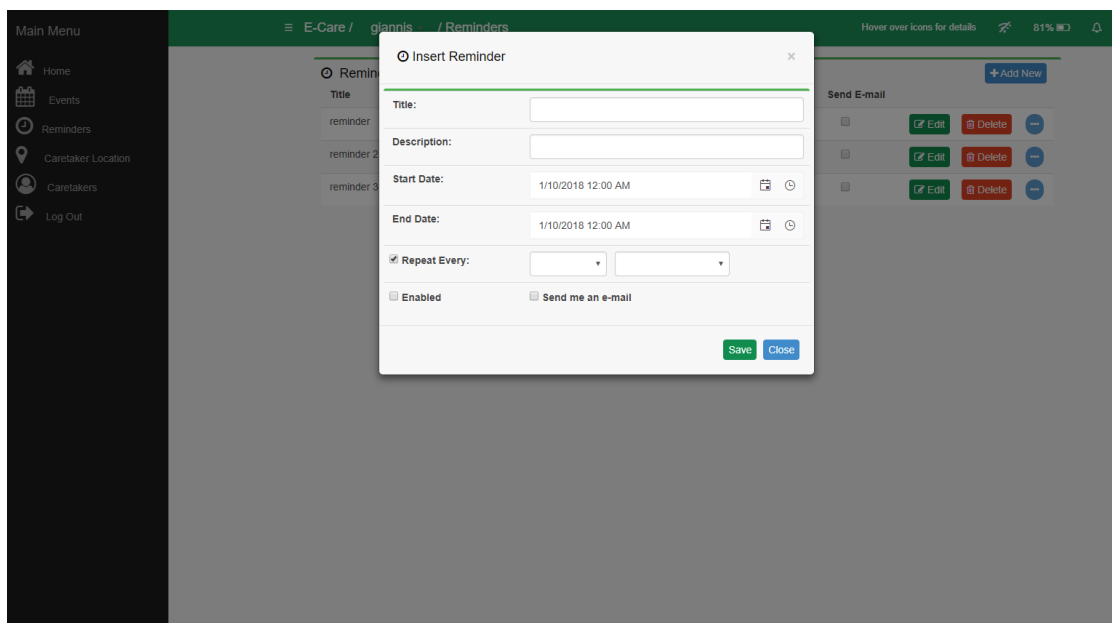 Main Menu
Home
Events
Reminders
Caretaker Location
Caretakers
Log Out
E-Care / giannis / Reminders
Hover over icons for details 81%
Add New
Title Send E-mail
reminder Edit Delete
reminder 2 Edit Delete
reminder 3 Edit Delete
Insert Reminder ×
Title:
Description:
Start Date: 1/10/2018 12:00 AM
End Date: 1/10/2018 12:00 AM
Repeat Every:
Enabled Send me an e-mail
Save Close